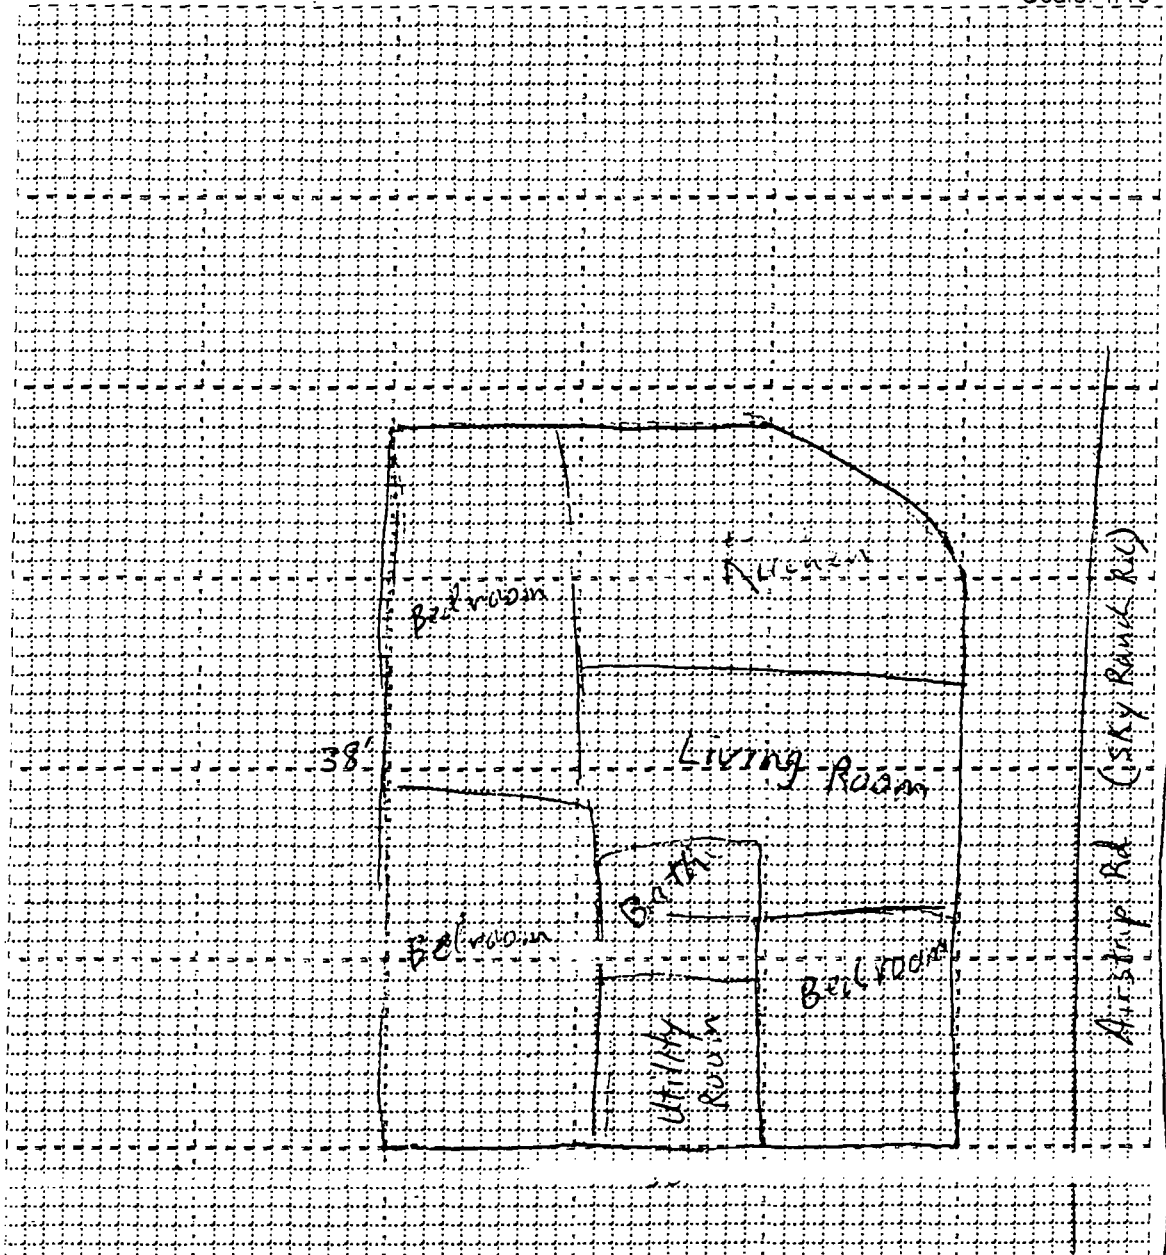 Bedroom
Kitchen
38'
Living Room
Bath
Bedroom
Bedroom
Utility
Room
Airstrip Rd (Sky Ranch Rd)